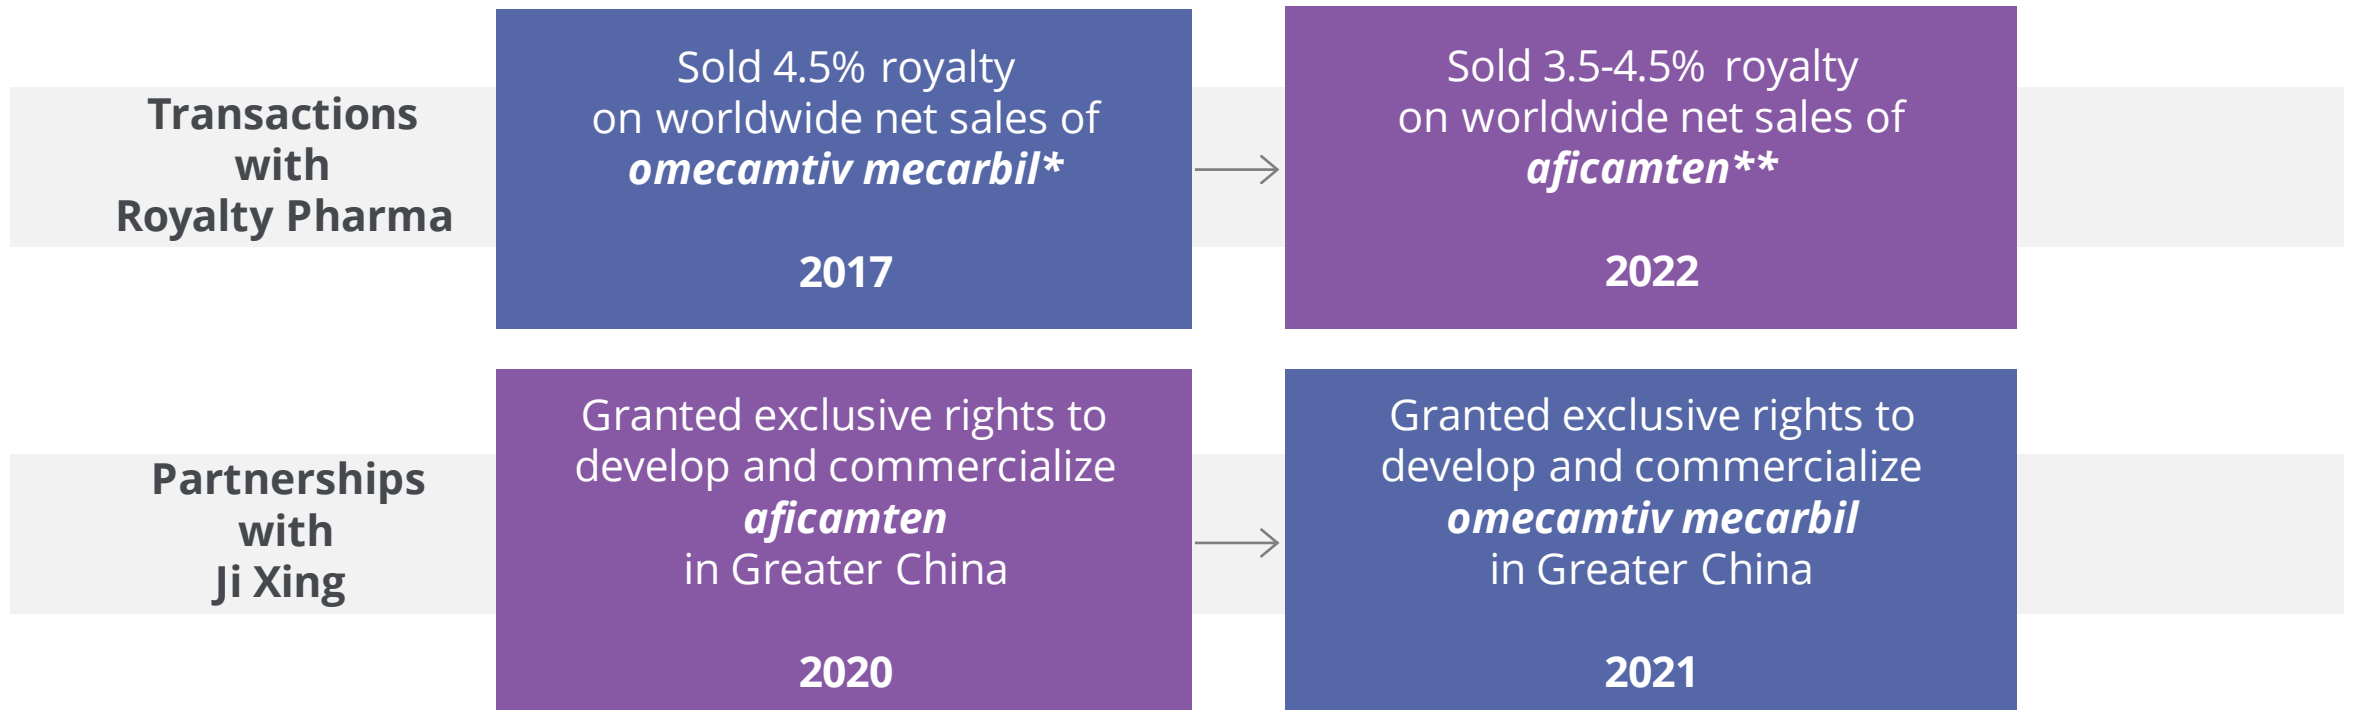 Transactions
with
Royalty Pharma
Sold 4.5% royalty
on worldwide net sales of
omecamtiv mecarbil*
2017
Sold 3.5-4.5% royalty
on worldwide net sales of
aficamten**
2022
Partnerships
with
Ji Xing
Granted exclusive rights to
develop and commercialize
aficamten
in Greater China
2020
Granted exclusive rights to
develop and commercialize
omecamtiv mecarbil
in Greater China
2021